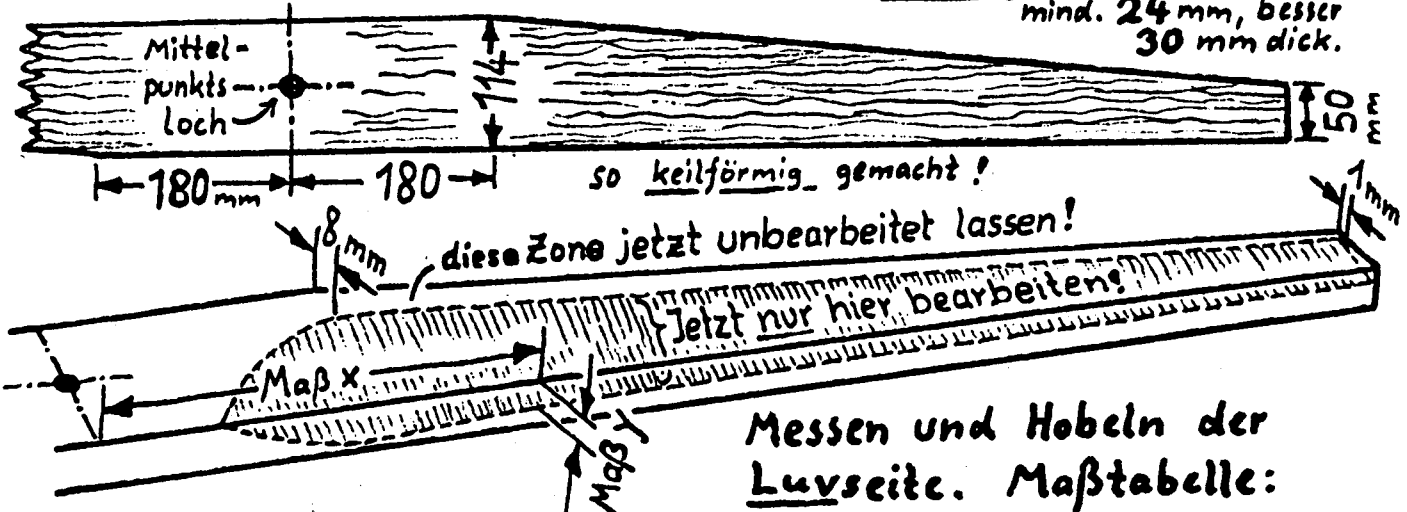 mind. 24 mm, besser
30 mm dick.
Mittel-
punkts
loch
114
50
mm
180 mm
180
so keilförmig gemacht!
1 mm
8 mm
diese Zone jetzt unbearbeitet lassen!
Jetzt nur hier bearbeiten!
Maß x
Maß y
Messen und Hobeln der
Luvseite. Maßtabelle: